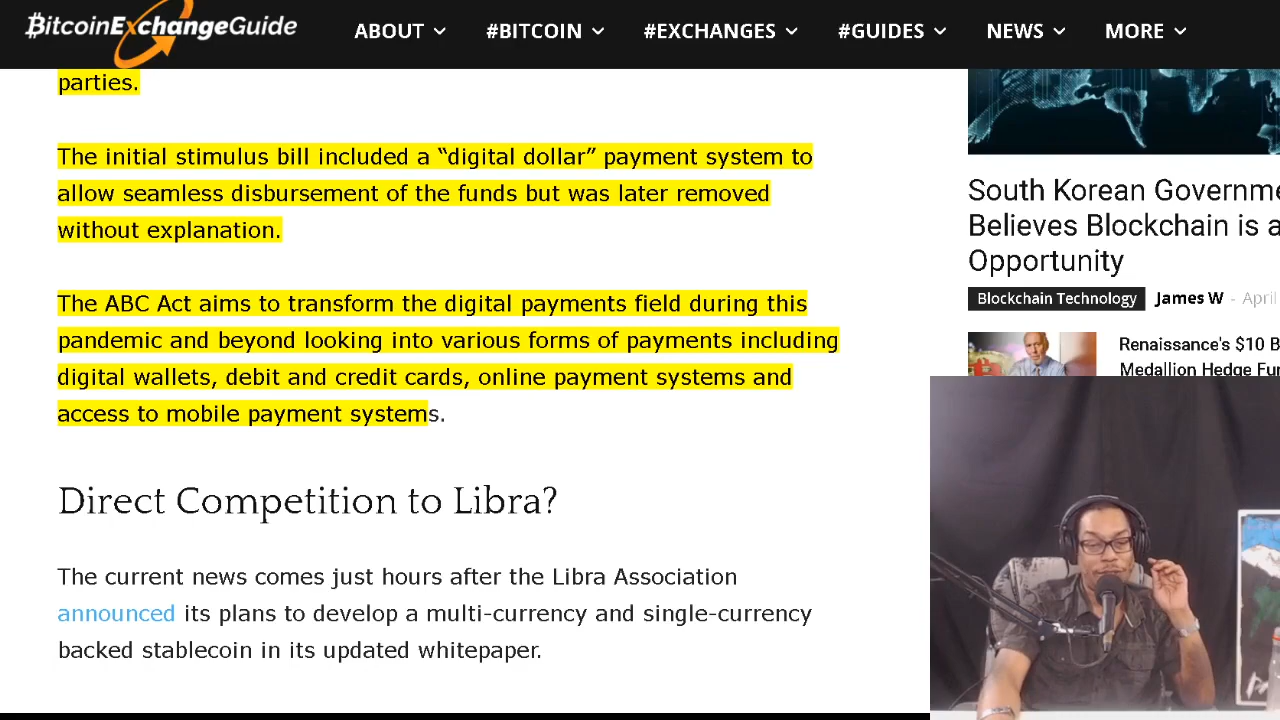 BitcoinExchangeGuide
ABOUT
#BITCOIN
#EXCHANGES
#GUIDES
NEWS
MORE
parties.
The initial stimulus bill included a “digital dollar” payment system to
allow seamless disbursement of the funds but was later removed
without explanation.
The ABC Act aims to transform the digital payments field during this
pandemic and beyond looking into various forms of payments including
digital wallets, debit and credit cards, online payment systems and
access to mobile payment systems.
Direct Competition to Libra?
The current news comes just hours after the Libra Association
announced its plans to develop a multi-currency and single-currency
backed stablecoin in its updated whitepaper.
South Korean Governme
Believes Blockchain is a
Opportunity
Blockchain Technology James W - April
Renaissance's $10 B
Medallion Hedge Fun